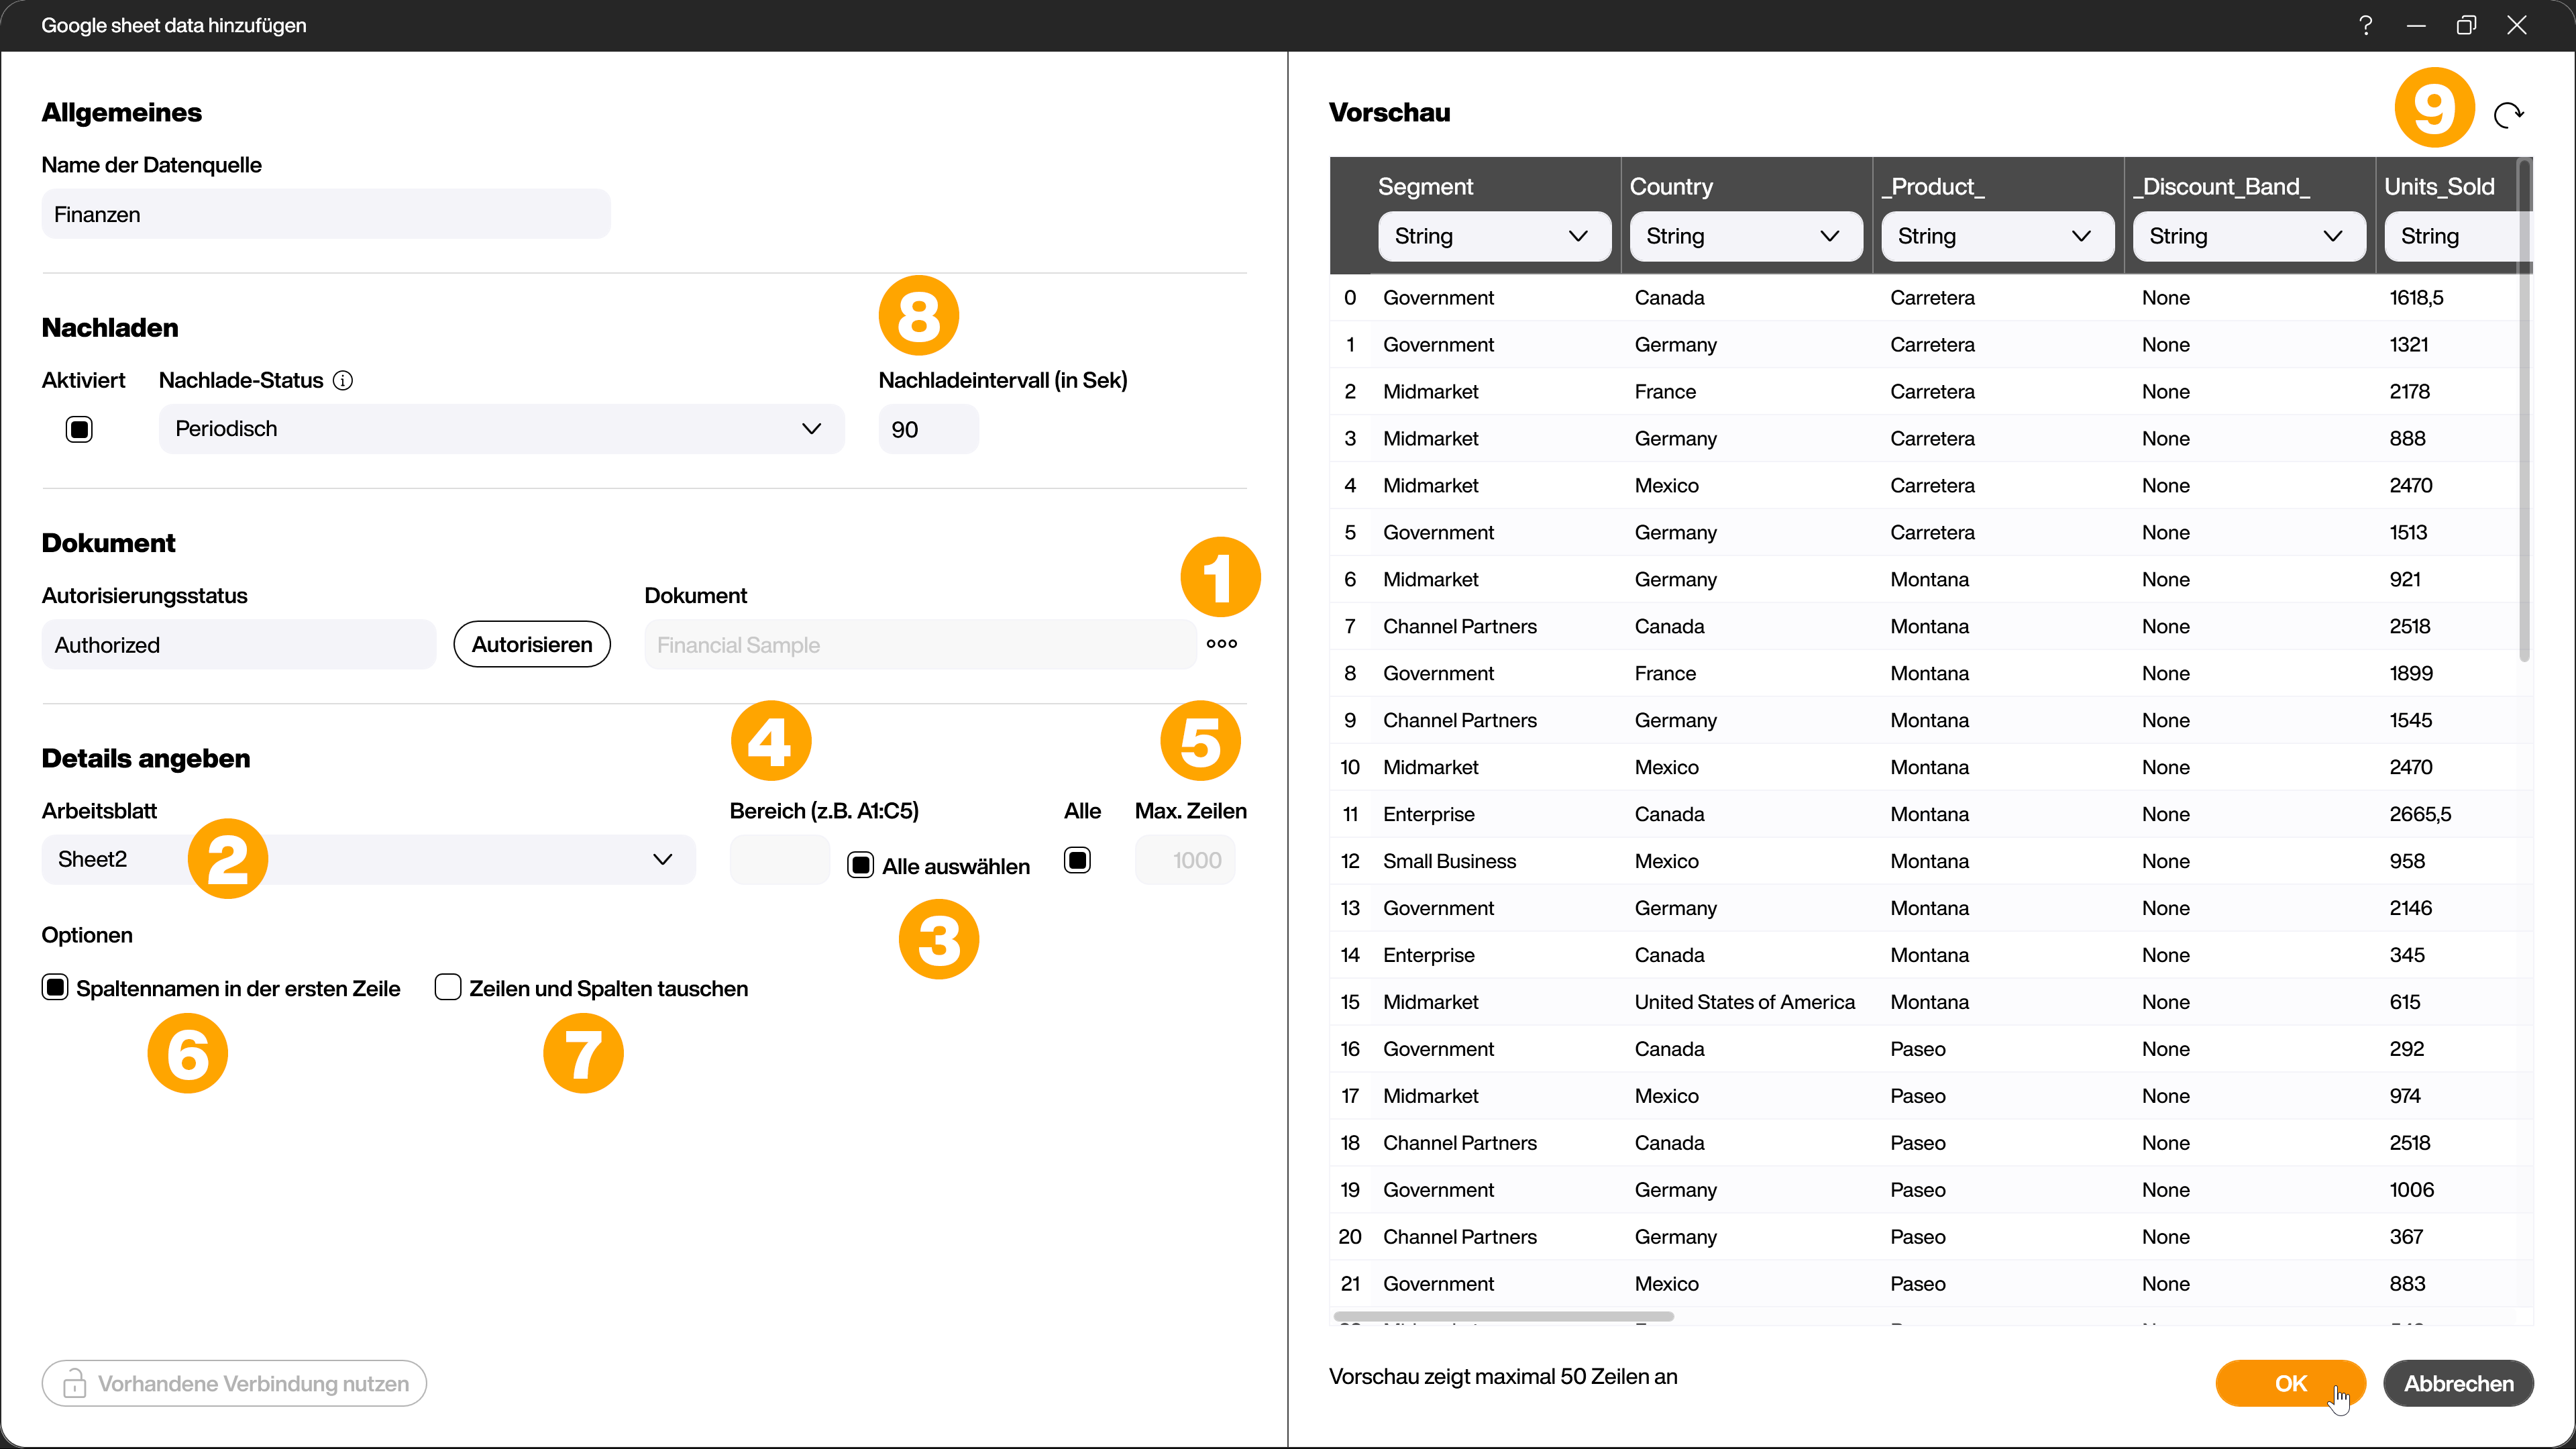 Google sheet data hinzufügen
?
Allgemeines
Name der Datenquelle
Finanzen
8
Nachladen
Aktiviert Nachlade-Status Nachladeintervall (in Sek)
Periodisch 90
Dokument
1
Autorisierungsstatus Dokument
Authorized Autorisieren Financial Sample
4 5
Details angeben
Arbeitsblatt Bereich (z.B. A1:C5) Alle Max. Zeilen
Sheet2 2 Alle auswählen 1000
3
Optionen
Spaltennamen in der ersten Zeile Zeilen und Spalten tauschen
6 7
Vorhandene Verbindung nutzen
Vorschau 9
Segment Country _Product_ _Discount_Band_ Units_Sold
String String String String String
0 Government Canada Carretera None 1618,5
1 Government Germany Carretera None 1321
2 Midmarket France Carretera None 2178
3 Midmarket Germany Carretera None 888
4 Midmarket Mexico Carretera None 2470
5 Government Germany Carretera None 1513
6 Midmarket Germany Montana None 921
7 Channel Partners Canada Montana None 2518
8 Government France Montana None 1899
9 Channel Partners Germany Montana None 1545
10 Midmarket Mexico Montana None 2470
11 Enterprise Canada Montana None 2665,5
12 Small Business Mexico Montana None 958
13 Government Germany Montana None 2146
14 Enterprise Canada Montana None 345
15 Midmarket United States of America Montana None 615
16 Government Canada Paseo None 292
17 Midmarket Mexico Paseo None 974
18 Channel Partners Canada Paseo None 2518
19 Government Germany Paseo None 1006
20 Channel Partners Germany Paseo None 367
21 Government Mexico Paseo None 883
Vorschau zeigt maximal 50 Zeilen an
OK Abbrechen